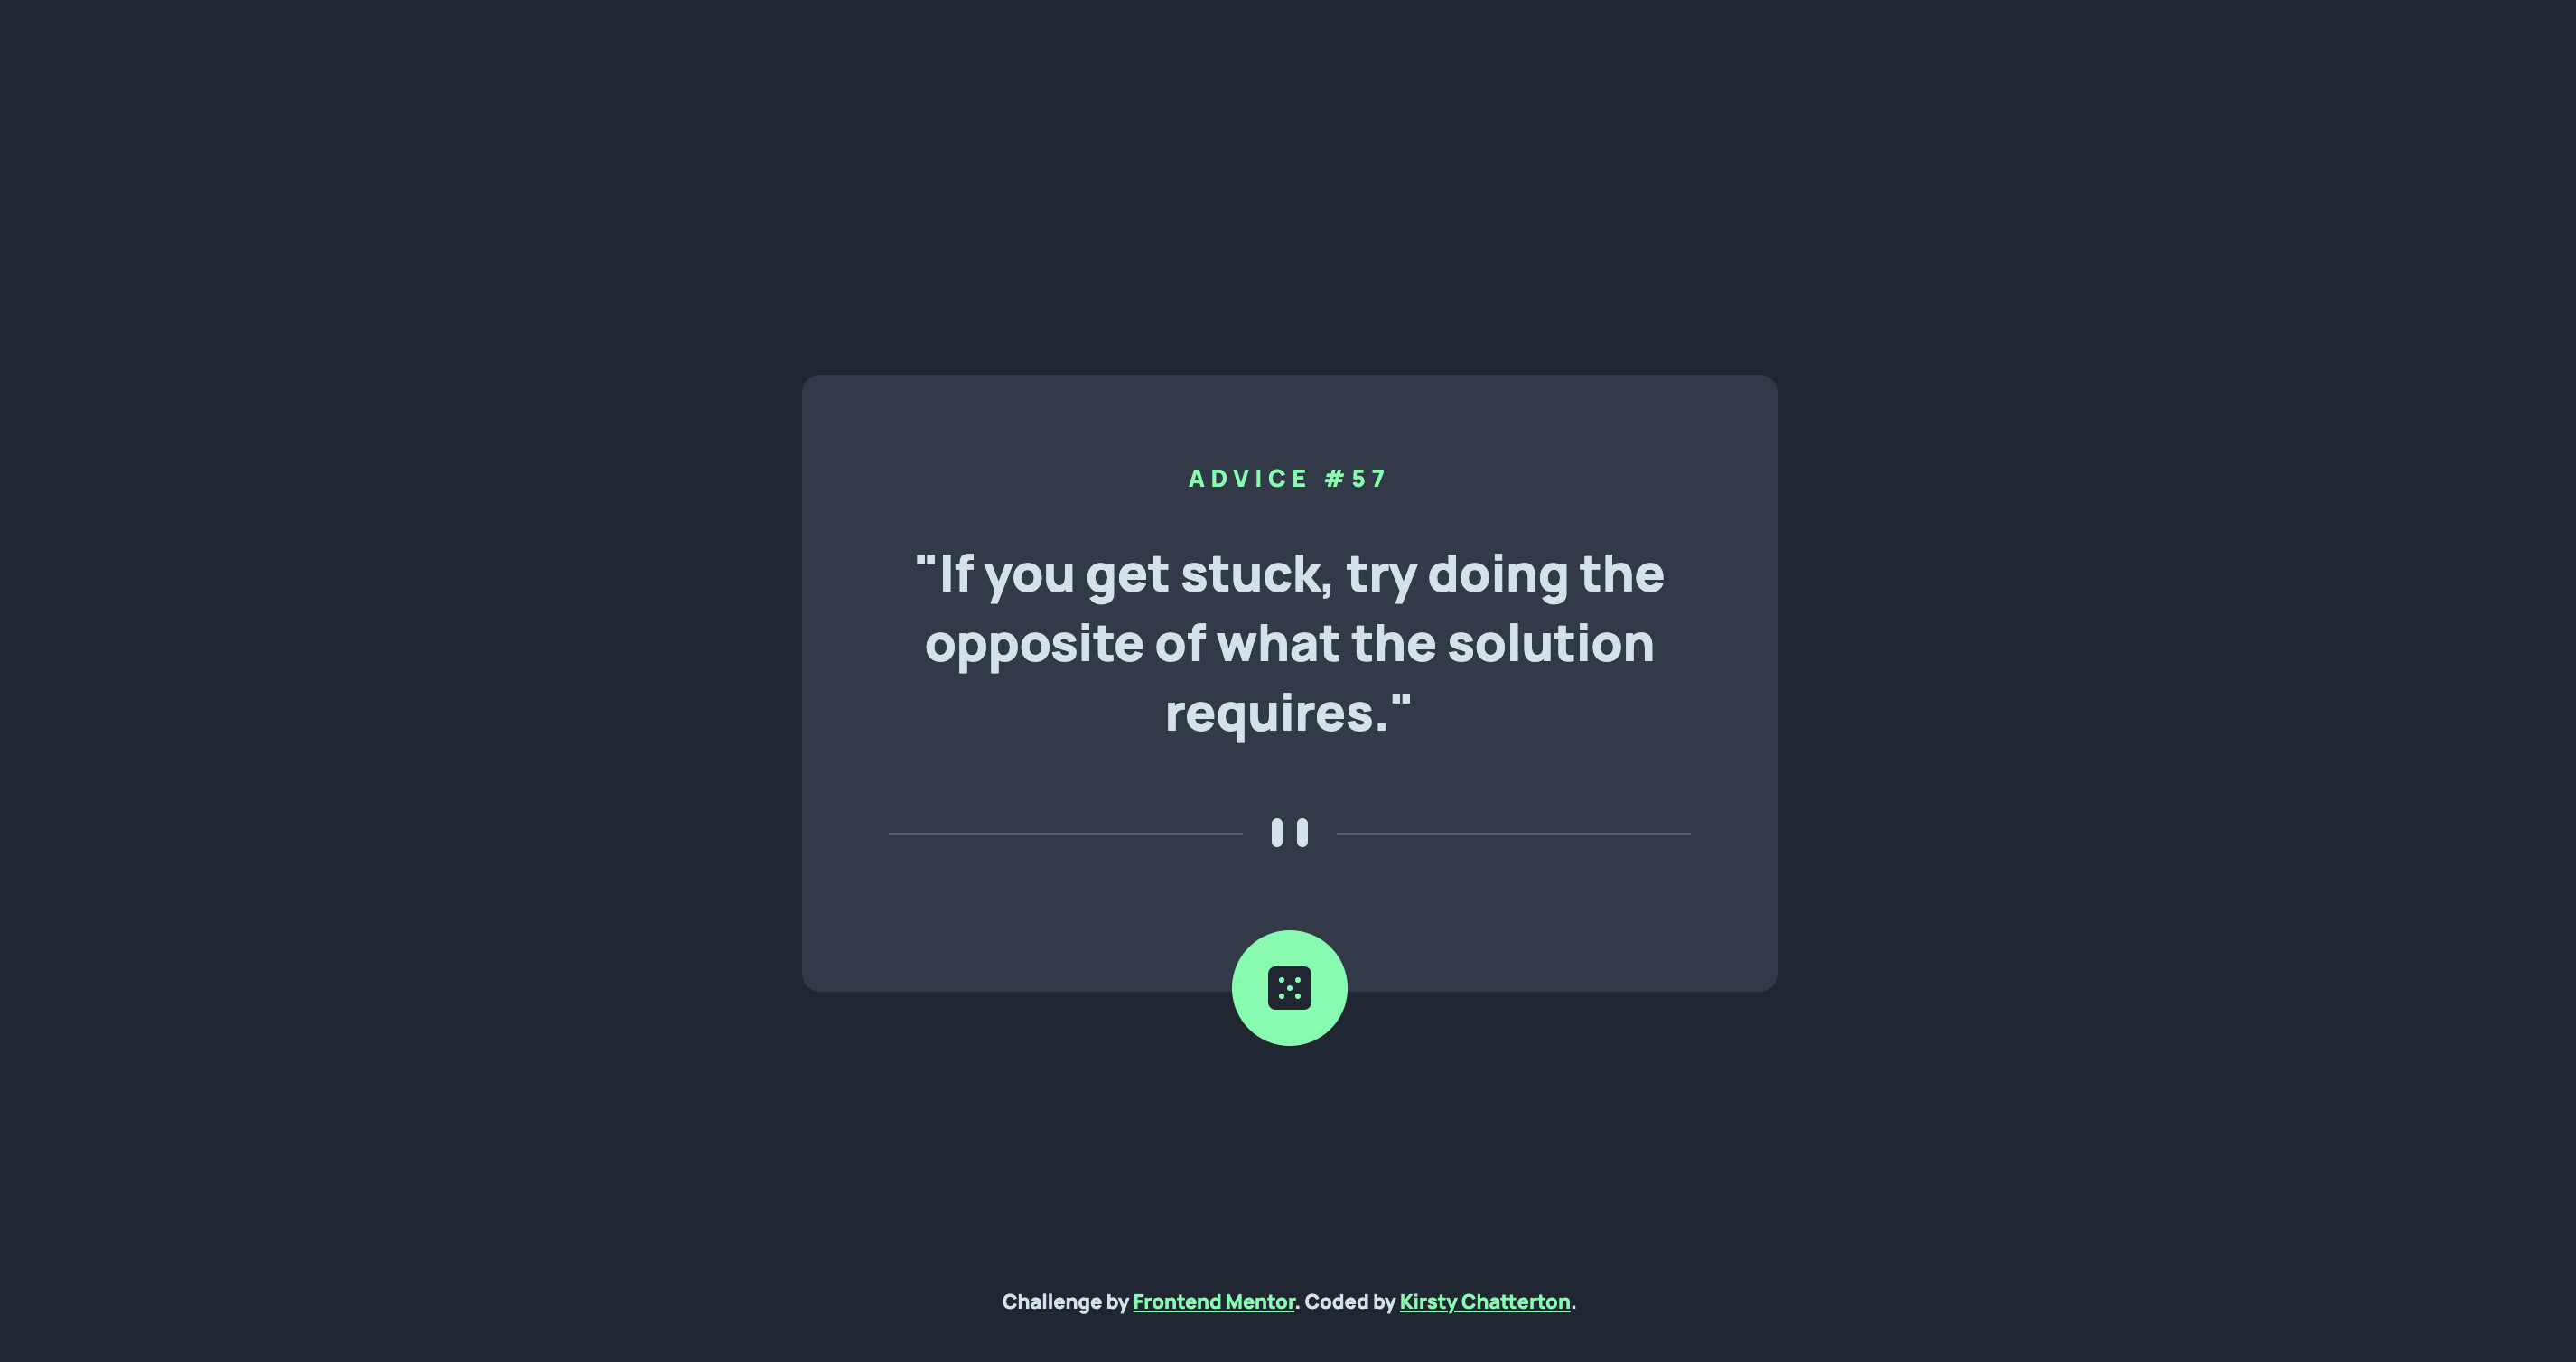 ADVICE #57
"If you get stuck, try doing the
opposite of what the solution
requires."
Challenge by Frontend Mentor. Coded by Kirsty Chatterton.